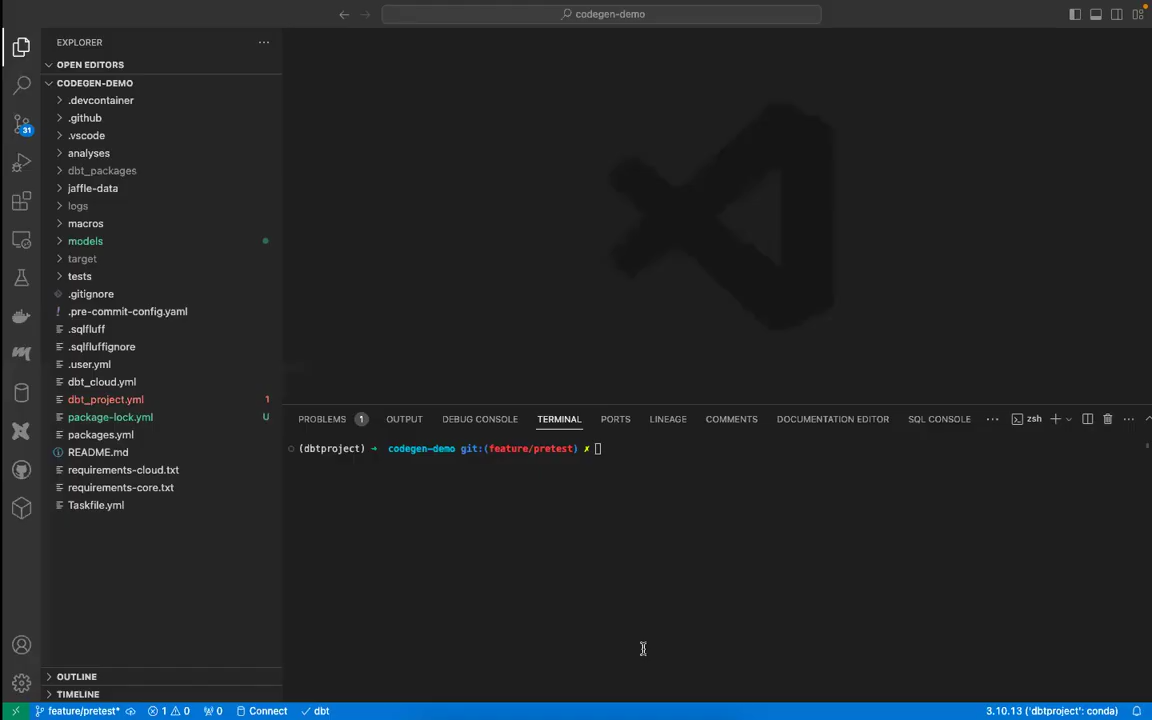 codegen-demo
EXPLORER
OPEN EDITORS
CODEGEN-DEMO
.devcontainer
.github
31
.vscode
analyses
dbt_packages
jaffle-data
logs
macros
models
target
tests
.gitignore
! .pre-commit-config.yaml
.sqlfluff
.sqlfluffignore
.user.yml
dbt_cloud.yml
dbt_project.yml 1
package-lock.yml U
packages.yml
README.md
requirements-cloud.txt
requirements-core.txt
Taskfile.yml
OUTLINE
TIMELINE
PROBLEMS 1 OUTPUT DEBUG CONSOLE TERMINAL PORTS LINEAGE COMMENTS DOCUMENTATION EDITOR SQL CONSOLE ... zsh
(dbtproject) → codegen-demo git:(feature/pretest) ✗
feature/pretest* 1 0 0 Connect dbt 3.10.13 ('dbtproject': conda)